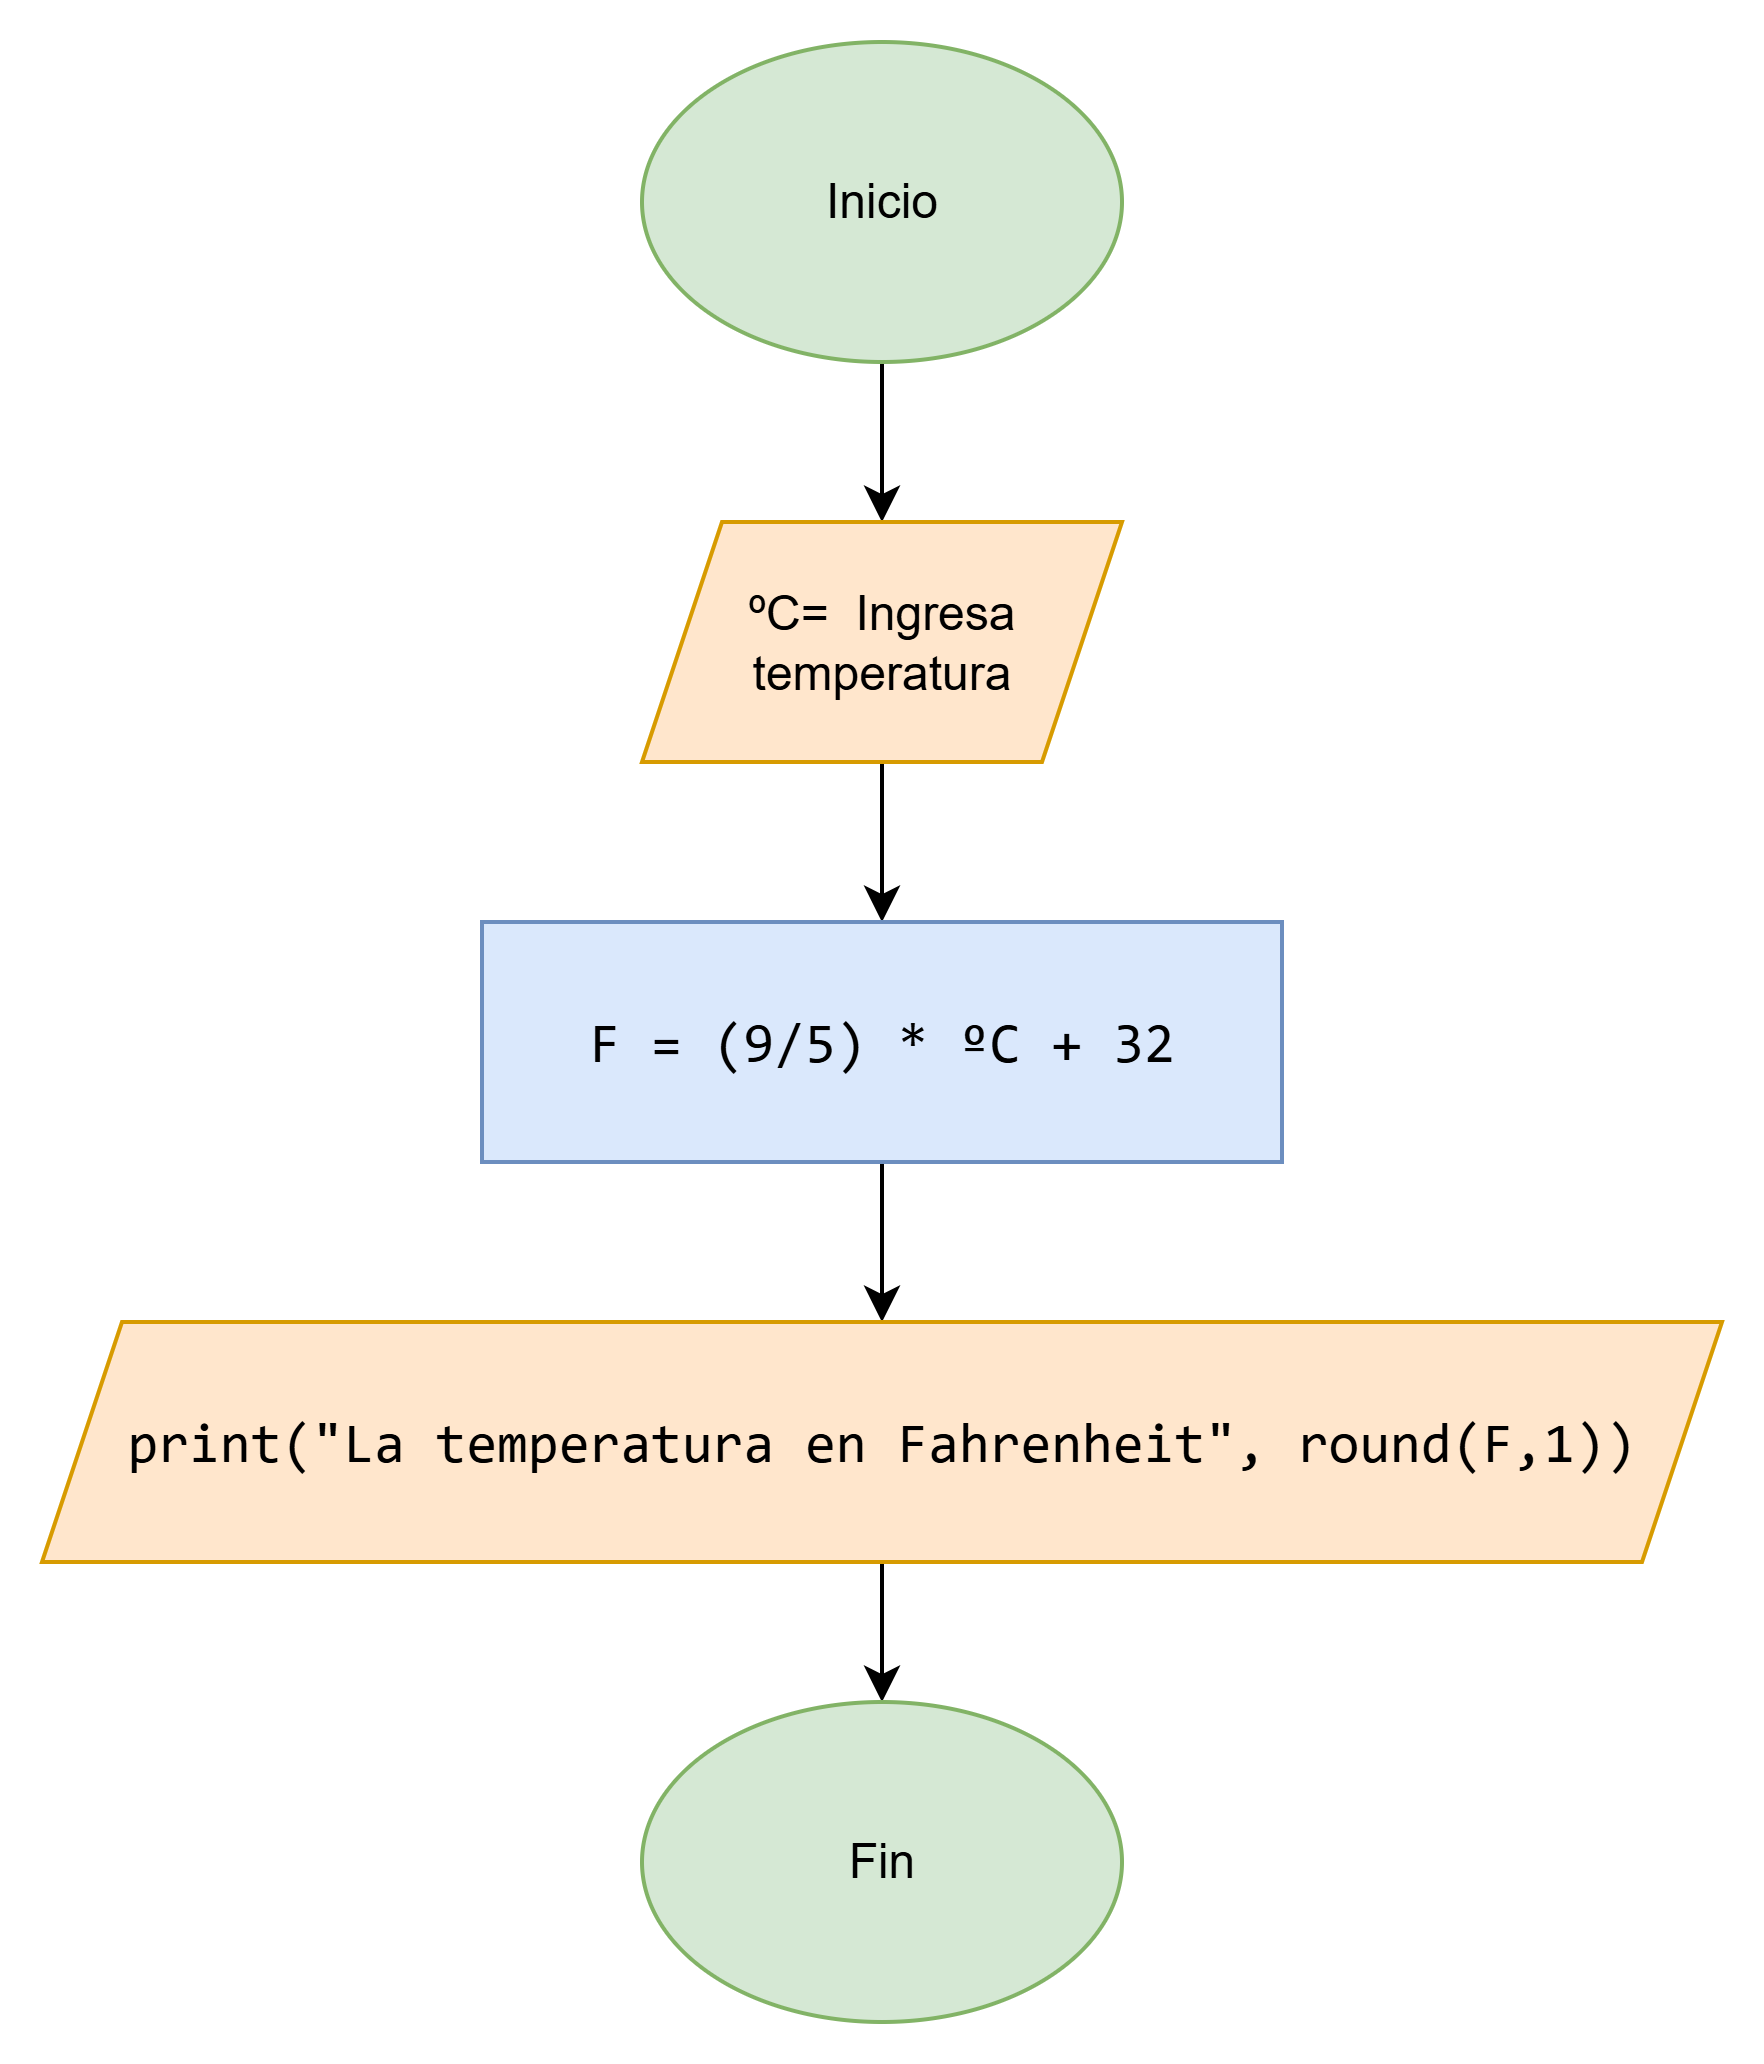 Inicio
ºC=  Ingresa
temperatura
F = (9/5) * ºC + 32
print("La temperatura en Fahrenheit", round(F,1))
Fin